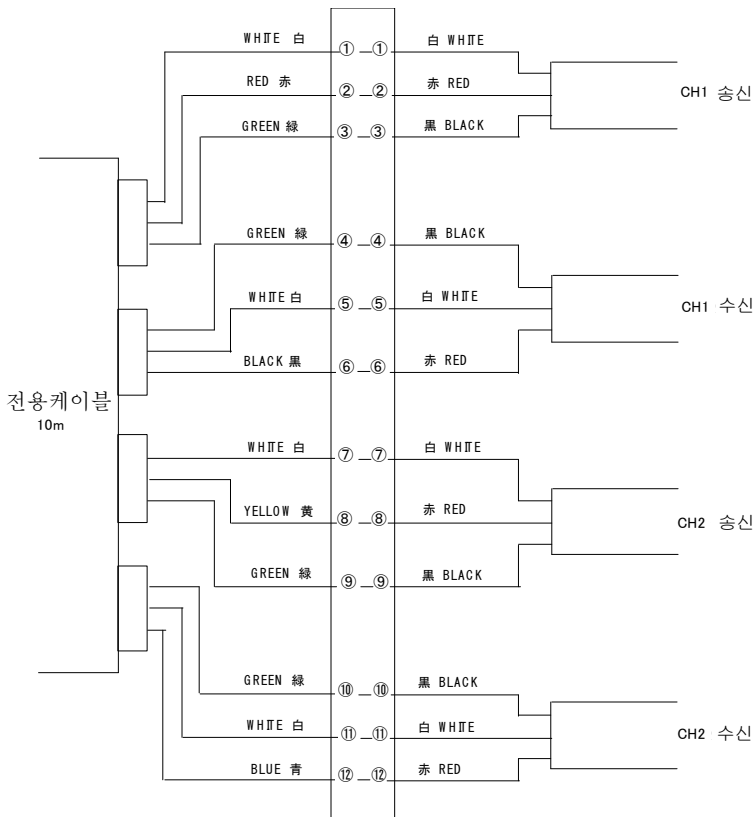 WHITE 白 ① ① 白 WHITE
RED 赤 ② ② 赤 RED
CH1 송신
GREEN 緑 ③ ③ 黒 BLACK
GREEN 緑 ④ ④ 黒 BLACK
WHITE 白 ⑤ ⑤ 白 WHITE
CH1 수신
BLACK 黒 ⑥ ⑥ 赤 RED
전용케이블
10m
WHITE 白 ⑦ ⑦ 白 WHITE
YELLOW 黄 ⑧ ⑧ 赤 RED
CH2 송신
GREEN 緑 ⑨ ⑨ 黒 BLACK
GREEN 緑 ⑩ ⑩ 黒 BLACK
WHITE 白 ⑪ ⑪ 白 WHITE
CH2 수신
BLUE 青 ⑫ ⑫ 赤 RED